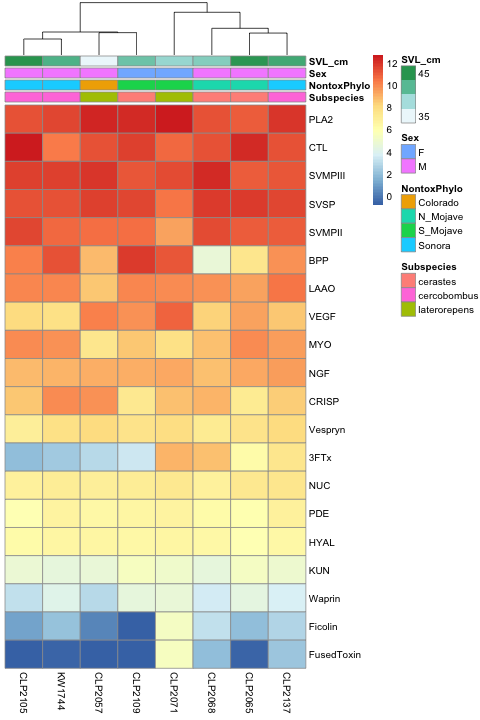 SVL_cm
Sex
NontoxPhylo
Subspecies
PLA2
CTL
SVMPIII
SVSP
SVMPII
BPP
LAAO
VEGF
MYO
NGF
CRISP
Vespryn
3FTx
NUC
PDE
HYAL
KUN
Waprin
Ficolin
FusedToxin
CLP2105
KW1744
CLP2057
CLP2109
CLP2071
CLP2068
CLP2065
CLP2137
12
10
8
6
4
2
0
SVL_cm
45
35
Sex
F
M
NontoxPhylo
Colorado
N_Mojave
S_Mojave
Sonora
Subspecies
cerastes
cercobombus
laterorepens